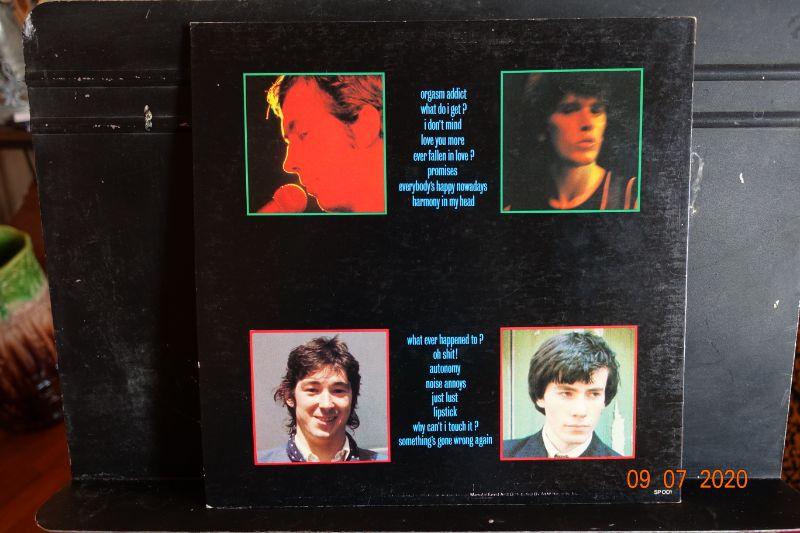 orgasm addict
what do i get ?
i don't mind
love you more
ever fallen in love ?
promises
everybody's happy nowadays
harmony in my head
what ever happened to ?
oh shit!
autonomy
noise annoys
just lust
lipstick
why can't i touch it ?
something's gone wrong again
SP 001
09 07 2020